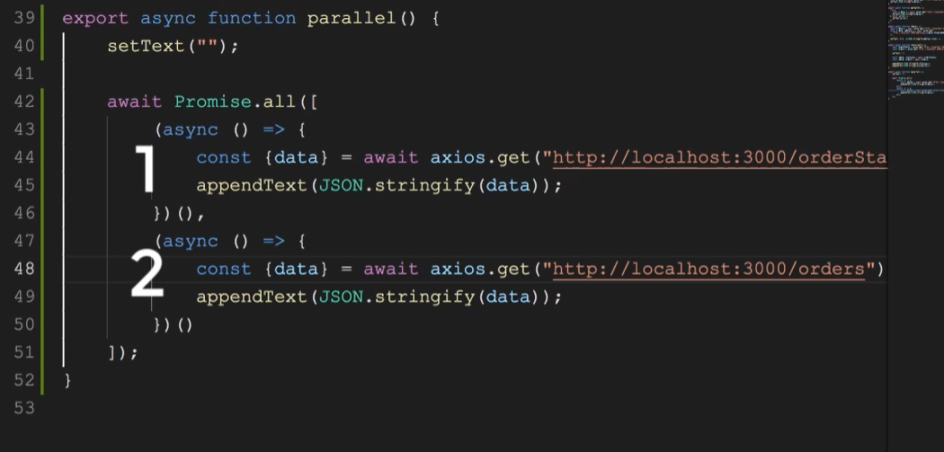 39 export async function parallel() {
40 setText("");
41
42 await Promise.all([
43 (async () => {
44 const {data} = await axios.get("http://localhost:3000/orderSta
45 appendText(JSON.stringify(data));
46 })(),
47 (async () => {
48 const {data} = await axios.get("http://localhost:3000/orders")
49 appendText(JSON.stringify(data));
50 })()
51 ]);
52 }
53
1
2